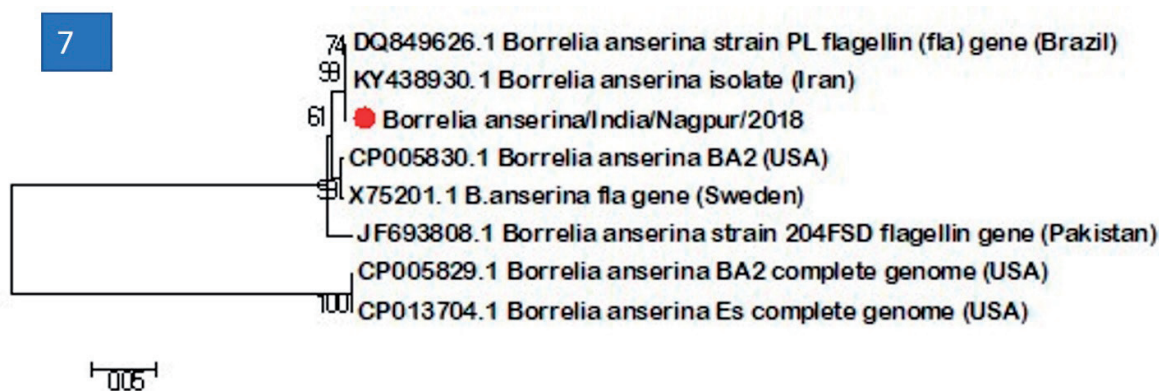 7
74 DQ849626.1 Borrelia anserina strain PL flagellin (fla) gene (Brazil)
99 KY438930.1 Borrelia anserina isolate (Iran)
61 Borrelia anserina/India/Nagpur/2018
CP005830.1 Borrelia anserina BA2 (USA)
X75201.1 B.anserina fla gene (Sweden)
JF693808.1 Borrelia anserina strain 204FSD flagellin gene (Pakistan)
CP005829.1 Borrelia anserina BA2 complete genome (USA)
100 CP013704.1 Borrelia anserina Es complete genome (USA)
0.05